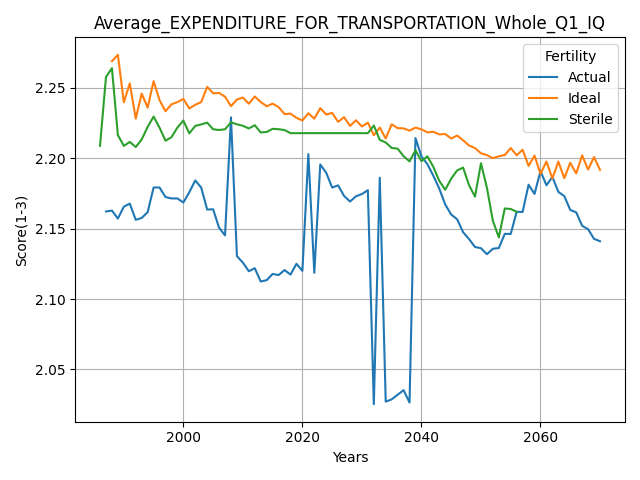 Average_EXPENDITURE_FOR_TRANSPORTATION_Whole_Q1_IQ
Fertility
Actual
Ideal
Sterile
Score(1-3)
2.25
2.20
2.15
2.10
2.05
2000
2020
2040
2060
Years